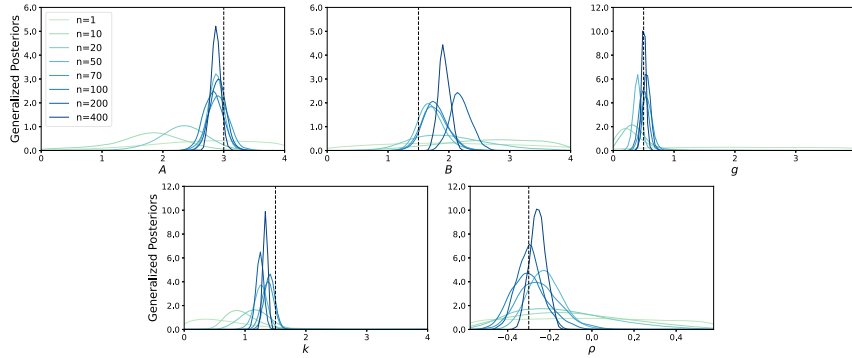 Generalized Posteriors
6.0
5.0
4.0
3.0
2.0
1.0
0.0
n=1
n=10
n=20
n=50
n=70
n=100
n=200
n=400
0 1 2 3 4
A
6.0
5.0
4.0
3.0
2.0
1.0
0.0
0 1 2 3 4
B
12.0
10.0
8.0
6.0
4.0
2.0
0.0
0 1 2 3
g
Generalized Posteriors
12.0
10.0
8.0
6.0
4.0
2.0
0.0
0 1 2 3 4
k
12.0
10.0
8.0
6.0
4.0
2.0
0.0
−0,4 −0,2 0,0 0,2 0,4
ρ